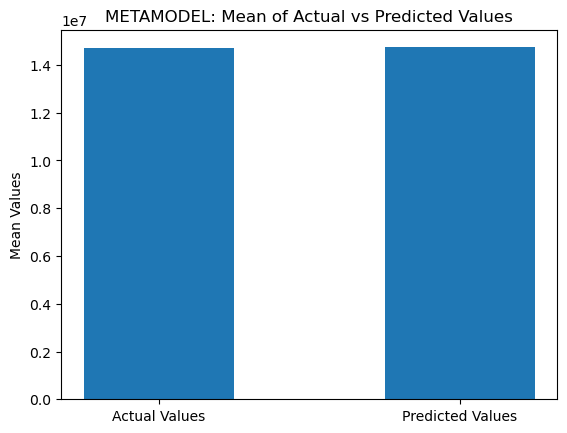 METAMODEL: Mean of Actual vs Predicted Values
1e7
1.4
1.2
1.0
0.8
0.6
0.4
0.2
0.0
Mean Values
Actual Values
Predicted Values